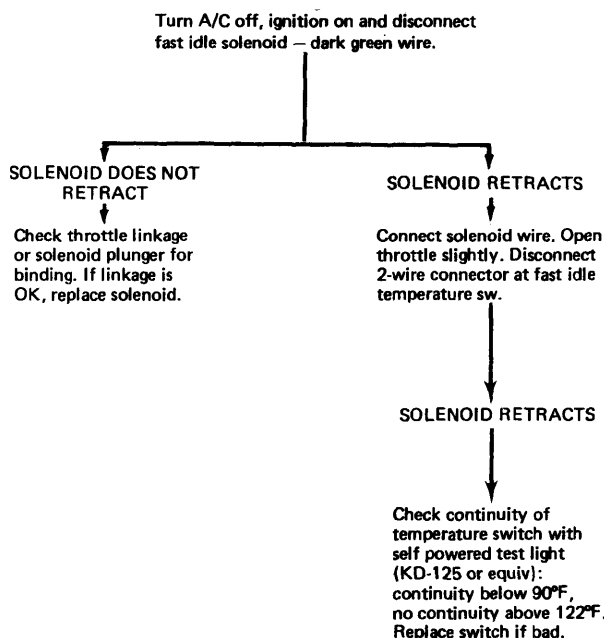 Turn A/C off, ignition on and disconnect
fast idle solenoid — dark green wire.
SOLENOID DOES NOT
RETRACT
Check throttle linkage
or solenoid plunger for
binding. If linkage is
OK, replace solenoid.
SOLENOID RETRACTS
Connect solenoid wire. Open
throttle slightly. Disconnect
2-wire connector at fast idle
temperature sw.
SOLENOID RETRACTS
Check continuity of
temperature switch with
self powered test light
(KD-125 or equiv):
continuity below 90°F,
no continuity above 122°F.
Replace switch if bad.